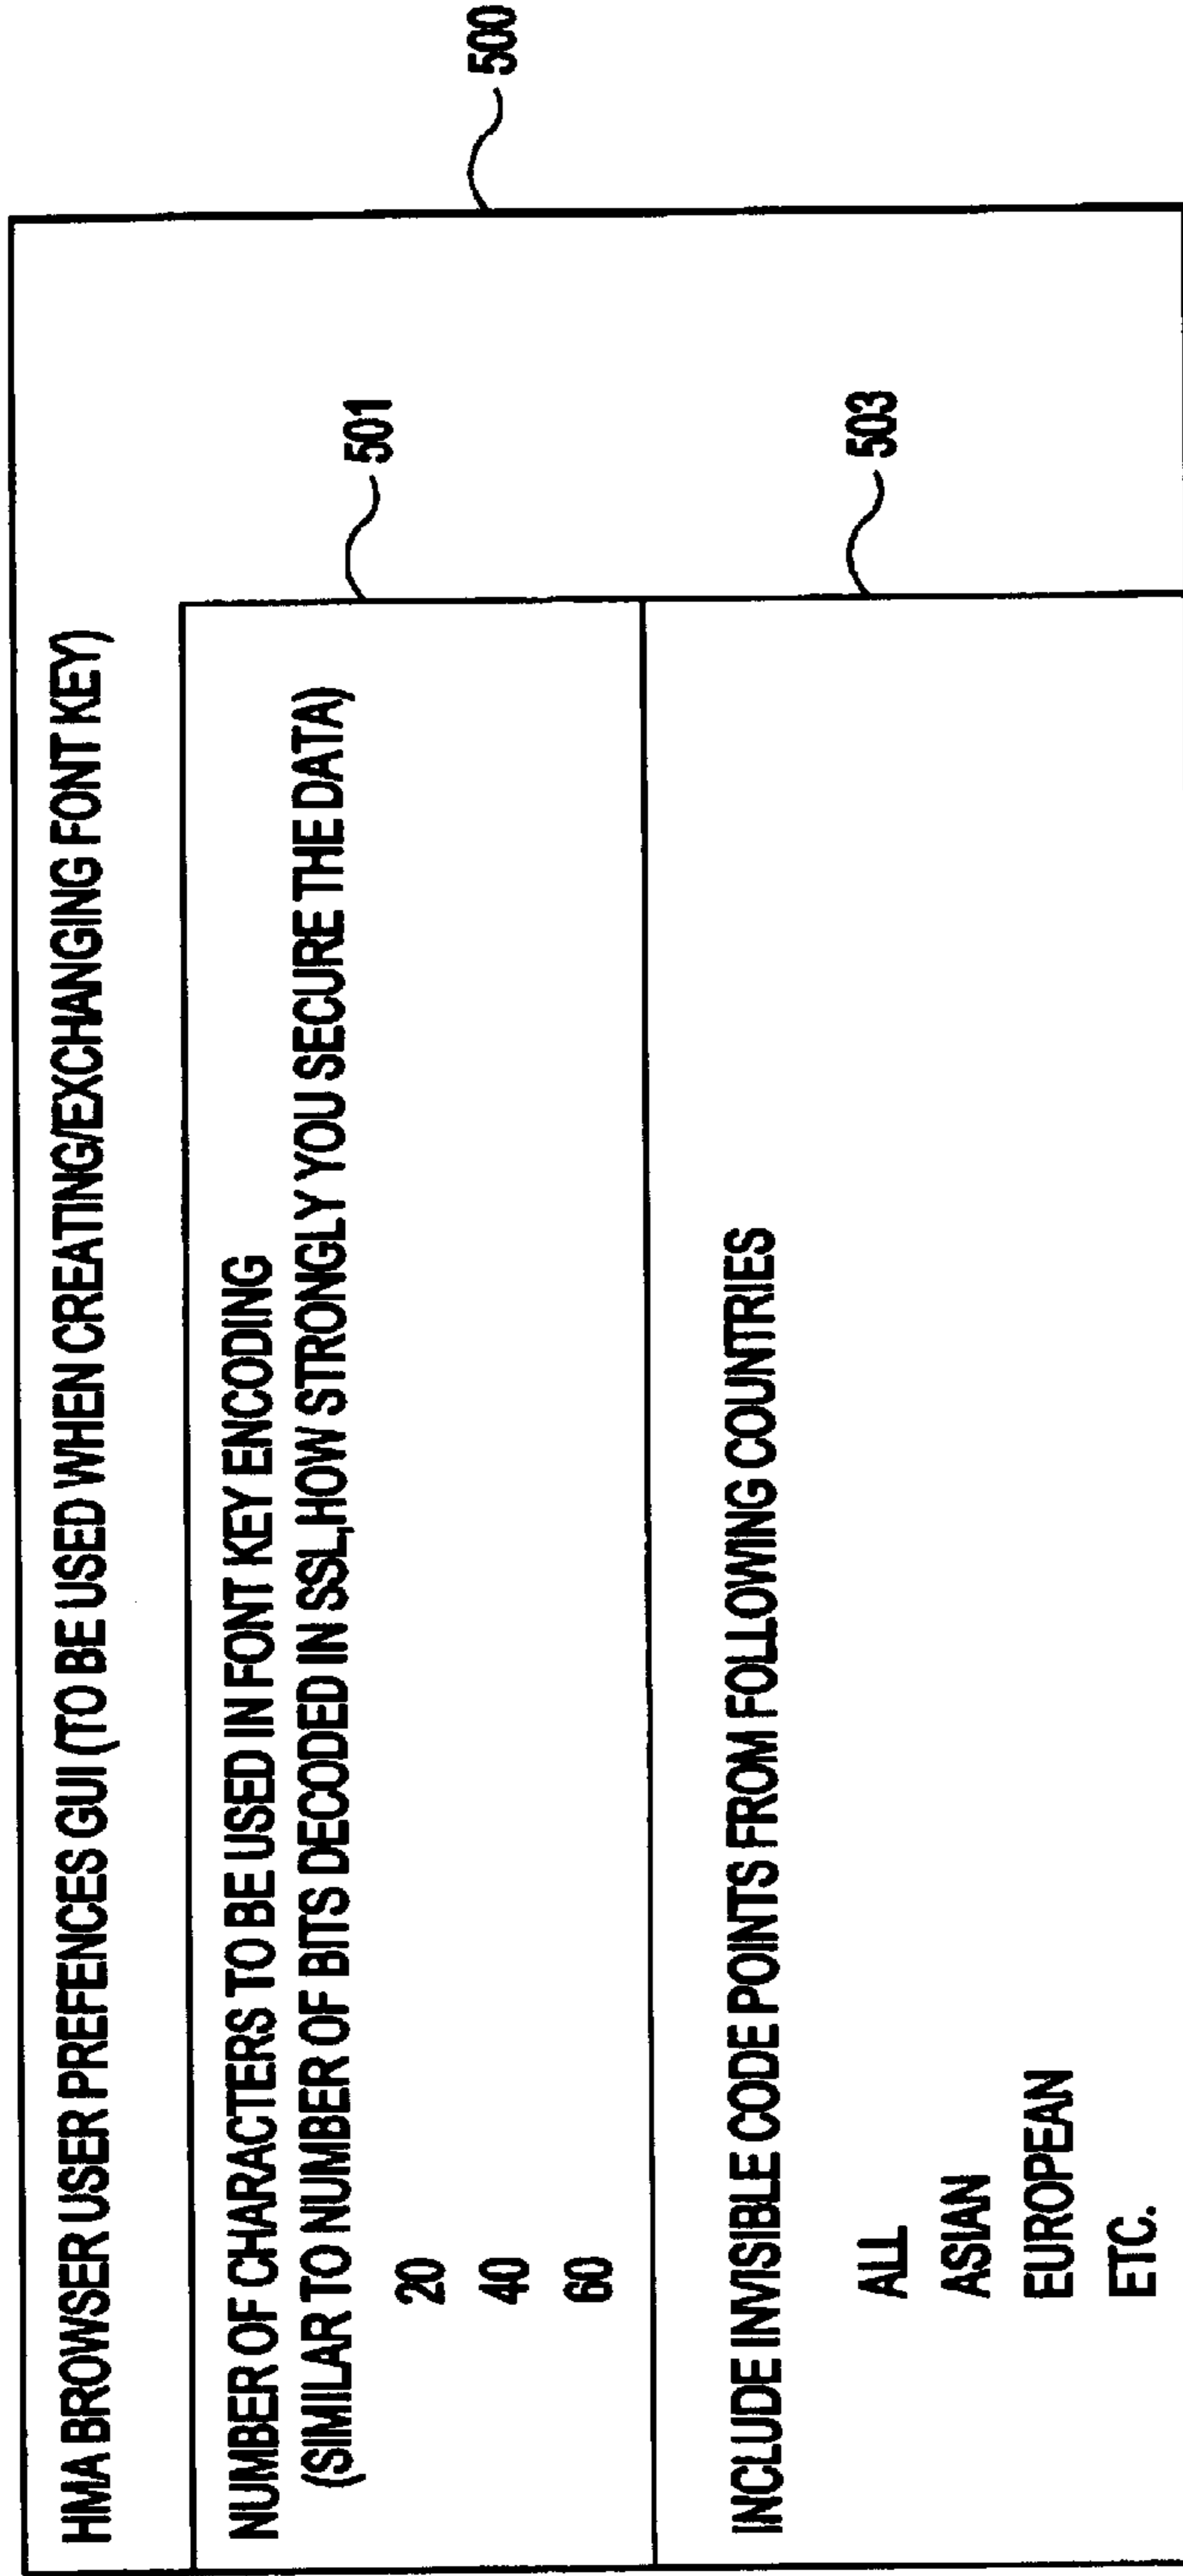 HMA BROWSER USER PREFENCES GUI (TO BE USED WHEN CREATING/EXCHANGING FONT KEY)
500
NUMBER OF CHARACTERS TO BE USED IN FONT KEY ENCODING
(SIMILAR TO NUMBER OF BITS DECODED IN SSL,HOW STRONGLY YOU SECURE THE DATA)
501
20
40
60
INCLUDE INVISIBLE CODE POINTS FROM FOLLOWING COUNTRIES
503
ALL
ASIAN
EUROPEAN
ETC.